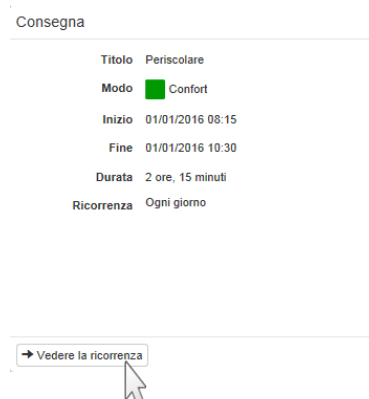 Consegna
Titolo Periscolare
Modo Confort
Inizio 01/01/2016 08:15
Fine 01/01/2016 10:30
Durata 2 ore, 15 minuti
Ricorrenza Ogni giorno
➔ Vedere la ricorrenza